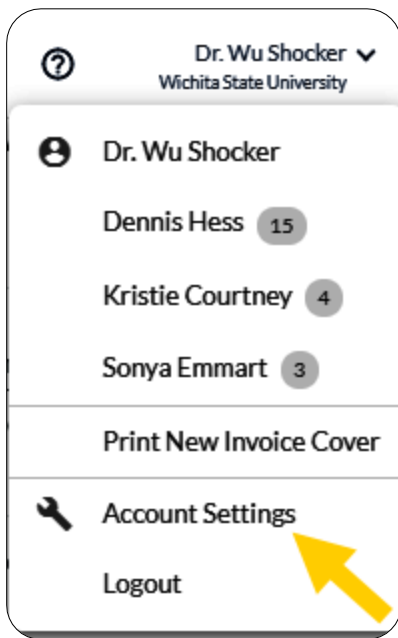 Dr. Wu Shocker
Wichita State University
Dr. Wu Shocker
Dennis Hess 15
Kristie Courtney 4
Sonya Emmart 3
Print New Invoice Cover
Account Settings
Logout